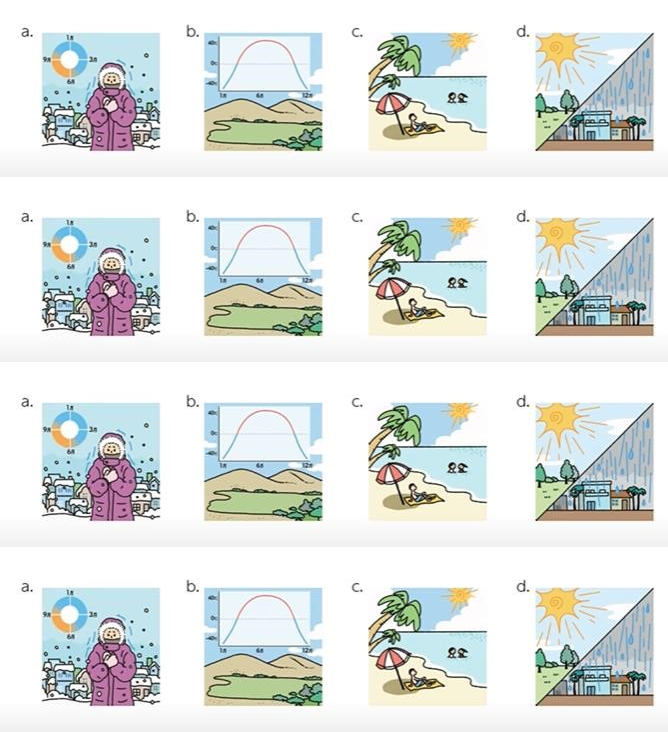 a. b. c. d.
1月
9月 3月
6月
40c
0c
-40c
1月 6月 12月
a. b. c. d.
1月
9月 3月
6月
40c
0c
-40c
1月 6月 12月
a. b. c. d.
1月
9月 3月
6月
40c
0c
-40c
1月 6月 12月
a. b. c. d.
1月
9月 3月
6月
40c
0c
-40c
1月 6月 12月